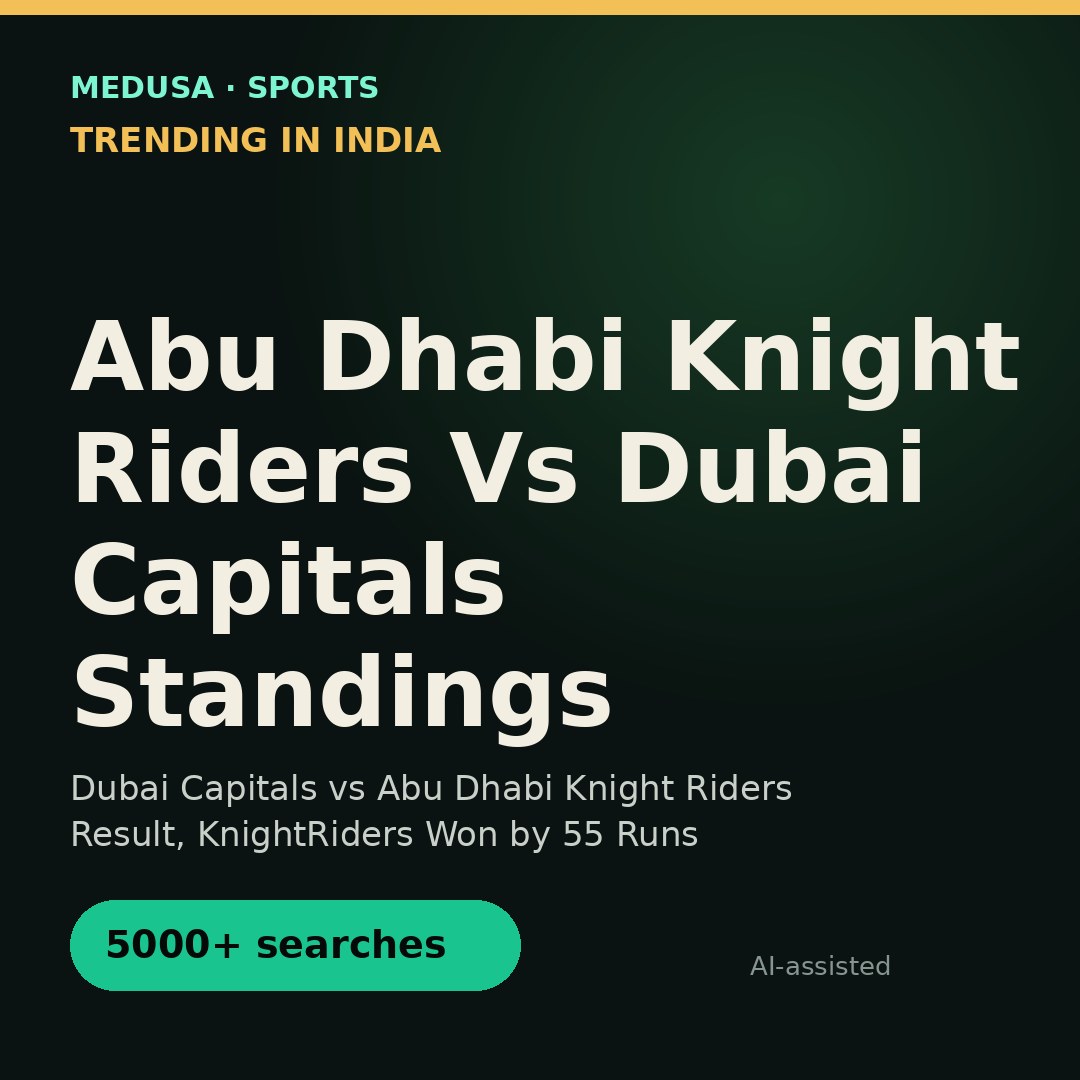 MEDUSA · SPORTS
TRENDING IN INDIA
Abu Dhabi Knight
Riders Vs Dubai
Capitals
Standings
Dubai Capitals vs Abu Dhabi Knight Riders
Result, KnightRiders Won by 55 Runs
5000+ searches
AI-assisted